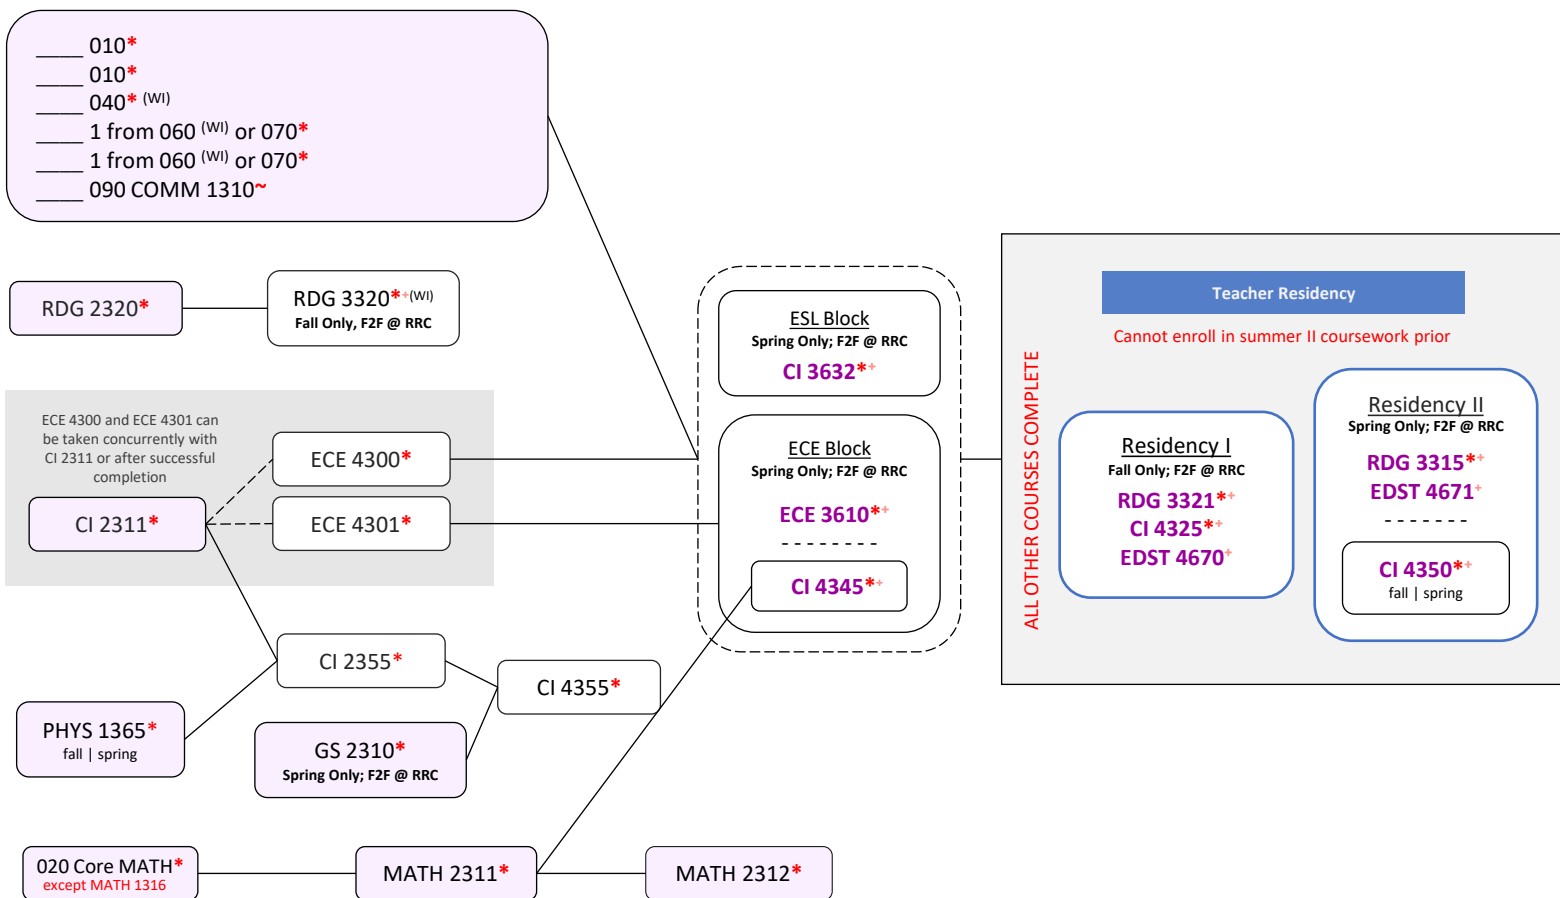 ____ 010*
____ 010*
____ 040* (WI)
____ 1 from 060 (WI) or 070*
____ 1 from 060 (WI) or 070*
____ 090 COMM 1310~
RDG 2320*
RDG 3320*+(WI)
Fall Only, F2F @ RRC
ECE 4300 and ECE 4301 can
be taken concurrently with
CI 2311 or after successful
completion
CI 2311*
ECE 4300*
ECE 4301*
CI 2355*
CI 4355*
PHYS 1365*
fall | spring
GS 2310*
Spring Only; F2F @ RRC
020 Core MATH*
except MATH 1316
MATH 2311*
MATH 2312*
ESL Block
Spring Only; F2F @ RRC
CI 3632*+
ECE Block
Spring Only; F2F @ RRC
ECE 3610*+
- - - - - - - -
CI 4345*+
ALL OTHER COURSES COMPLETE
Teacher Residency
Cannot enroll in summer II coursework prior
Residency I
Fall Only; F2F @ RRC
RDG 3321*+
CI 4325*+
EDST 4670+
Residency II
Spring Only; F2F @ RRC
RDG 3315*+
EDST 4671+
- - - - - - -
CI 4350*+
fall | spring